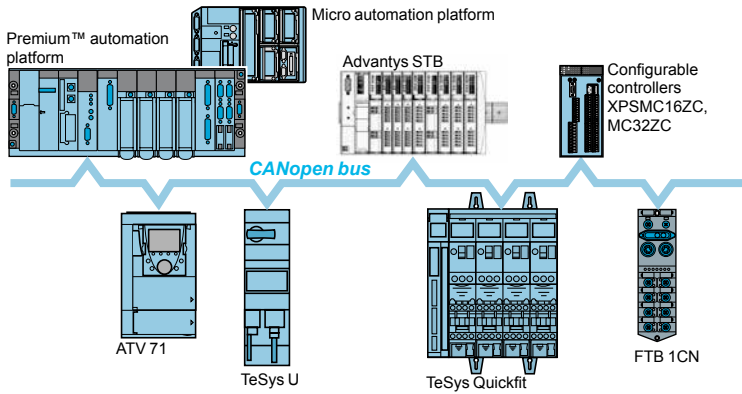 Micro automation platform
Premium™ automation
platform
Advantys STB
Configurable
controllers
XPSMC16ZC,
MC32ZC
CANopen bus
ATV 71
TeSys U
TeSys Quickfit
FTB 1CN